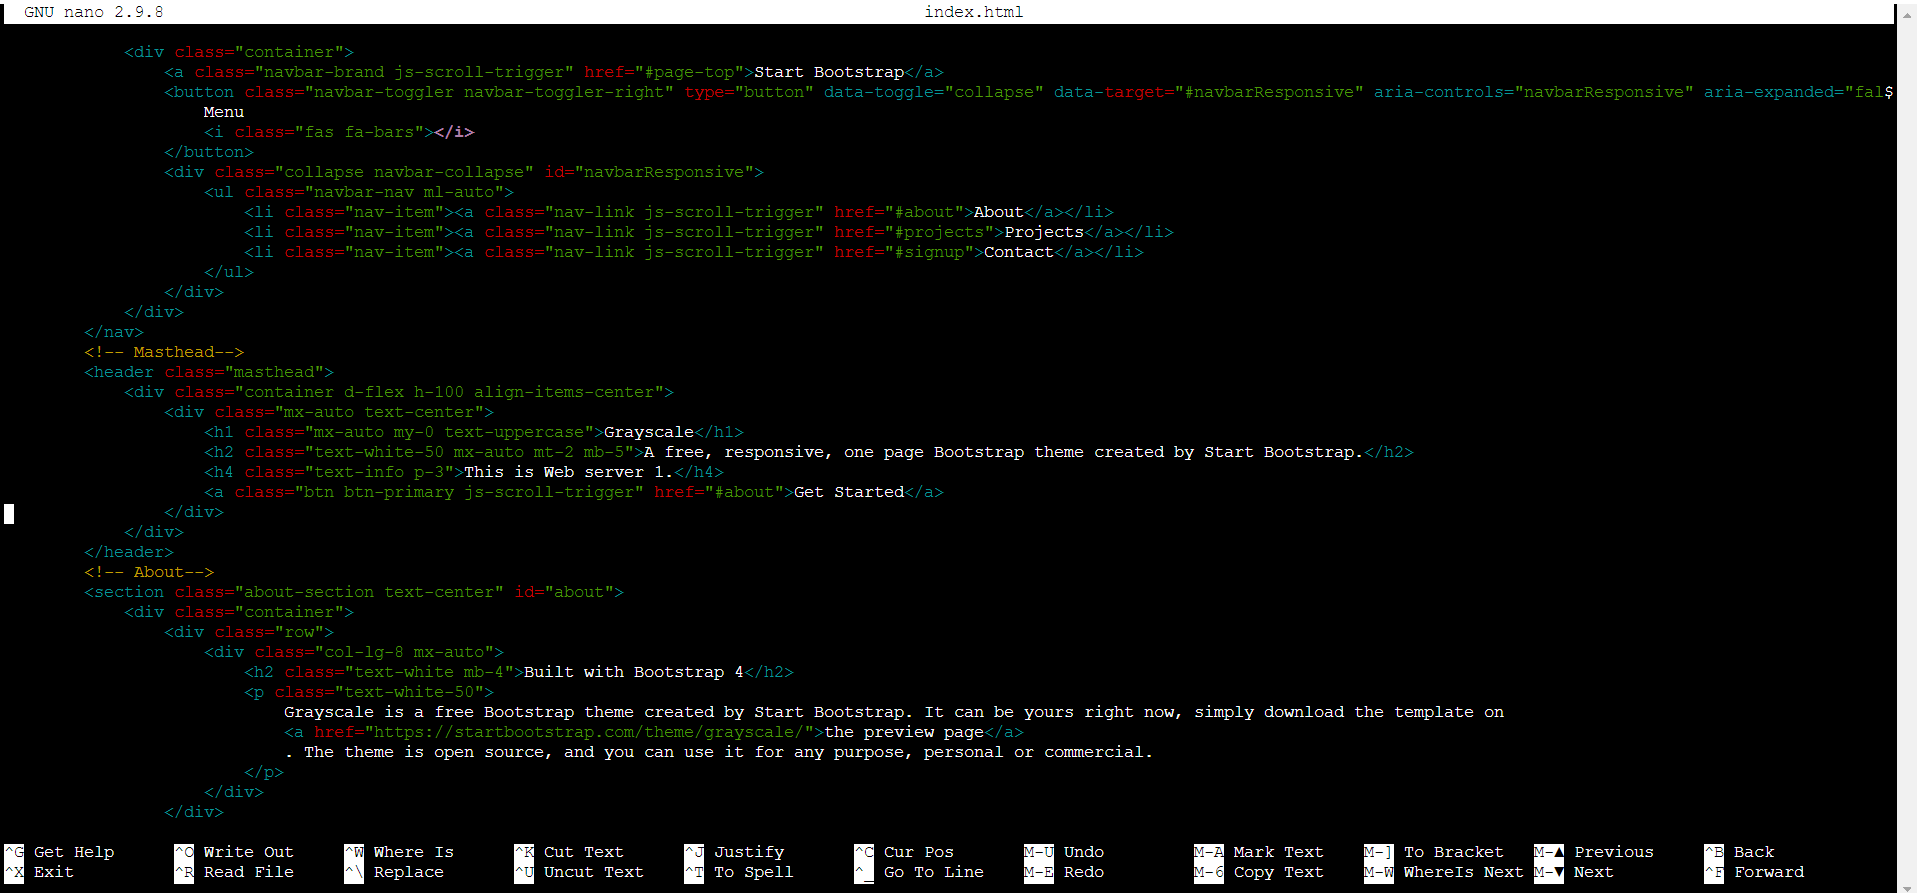 GNU nano 2.9.8 index.html
<div class="container">
<a class="navbar-brand js-scroll-trigger" href="#page-top">Start Bootstrap</a>
<button class="navbar-toggler navbar-toggler-right" type="button" data-toggle="collapse" data-target="#navbarResponsive" aria-controls="navbarResponsive" aria-expanded="fal$
Menu
<i class="fas fa-bars"></i>
</button>
<div class="collapse navbar-collapse" id="navbarResponsive">
<ul class="navbar-nav ml-auto">
<li class="nav-item"><a class="nav-link js-scroll-trigger" href="#about">About</a></li>
<li class="nav-item"><a class="nav-link js-scroll-trigger" href="#projects">Projects</a></li>
<li class="nav-item"><a class="nav-link js-scroll-trigger" href="#signup">Contact</a></li>
</ul>
</div>
</div>
</nav>
<!-- Masthead-->
<header class="masthead">
<div class="container d-flex h-100 align-items-center">
<div class="mx-auto text-center">
<h1 class="mx-auto my-0 text-uppercase">Grayscale</h1>
<h2 class="text-white-50 mx-auto mt-2 mb-5">A free, responsive, one page Bootstrap theme created by Start Bootstrap.</h2>
<h4 class="text-info p-3">This is Web server 1.</h4>
<a class="btn btn-primary js-scroll-trigger" href="#about">Get Started</a>
</div>
</div>
</header>
<!-- About-->
<section class="about-section text-center" id="about">
<div class="container">
<div class="row">
<div class="col-lg-8 mx-auto">
<h2 class="text-white mb-4">Built with Bootstrap 4</h2>
<p class="text-white-50">
Grayscale is a free Bootstrap theme created by Start Bootstrap. It can be yours right now, simply download the template on
<a href="https://startbootstrap.com/theme/grayscale/">the preview page</a>
. The theme is open source, and you can use it for any purpose, personal or commercial.
</p>
</div>
</div>
^G Get Help ^O Write Out ^W Where Is ^K Cut Text ^J Justify ^C Cur Pos M-U Undo M-A Mark Text M-] To Bracket M-▲ Previous ^B Back
^X Exit ^R Read File ^\ Replace ^U Uncut Text ^T To Spell ^_ Go To Line M-E Redo M-6 Copy Text M-W WhereIs Next M-▼ Next ^F Forward